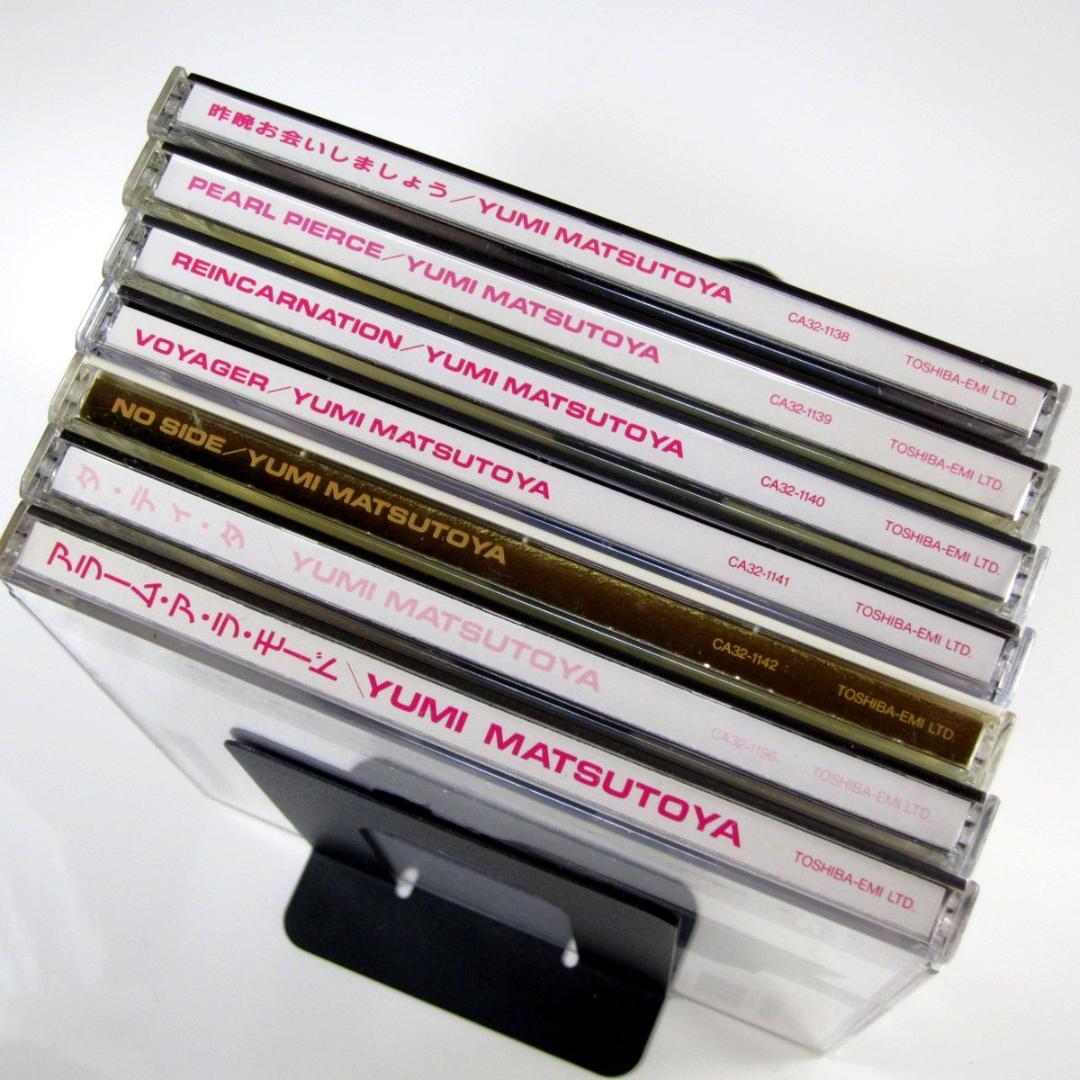 昨晩お会いしましょう／YUMI MATSUTOYA CA32-1138 TOSHIBA-EMI LTD.
PEARL PIERCE／YUMI MATSUTOYA CA32-1139 TOSHIBA-EMI LTD.
REINCARNATION／YUMI MATSUTOYA CA32-1140 TOSHIBA-EMI LTD.
VOYAGER／YUMI MATSUTOYA CA32-1141 TOSHIBA-EMI LTD.
NO SIDE／YUMI MATSUTOYA CA32-1142 TOSHIBA-EMI LTD.
ダ・ディ・ダ＼YUMI MATSUTOYA CA32-1196 TOSHIBA-EMI LTD.
アラーム・ア・ラ・モード＼YUMI MATSUTOYA TOSHIBA-EMI LTD.